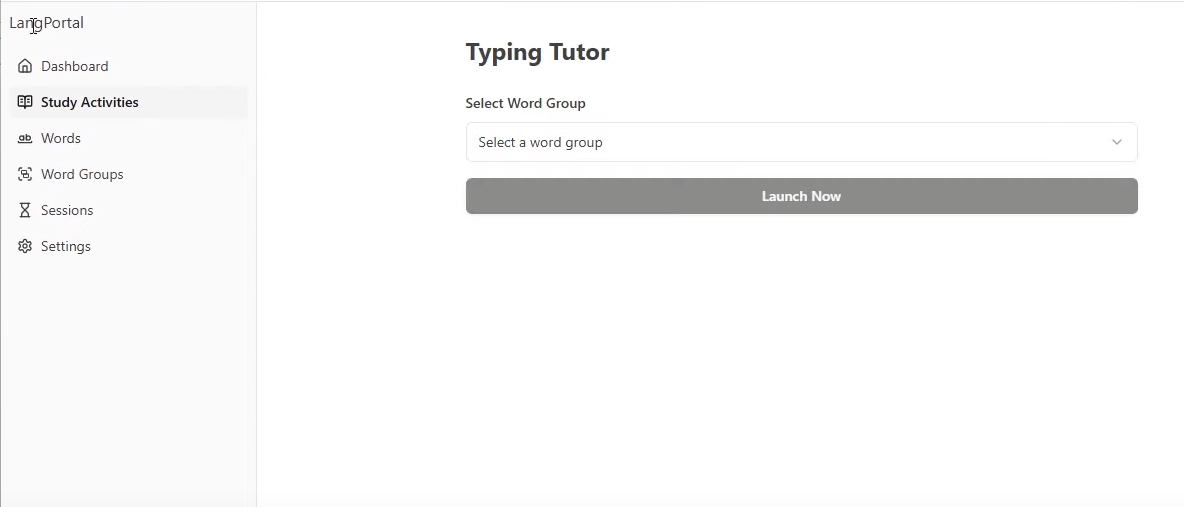 LangPortal
Dashboard
Study Activities
ab Words
Word Groups
Sessions
Settings
Typing Tutor
Select Word Group
Select a word group
Launch Now